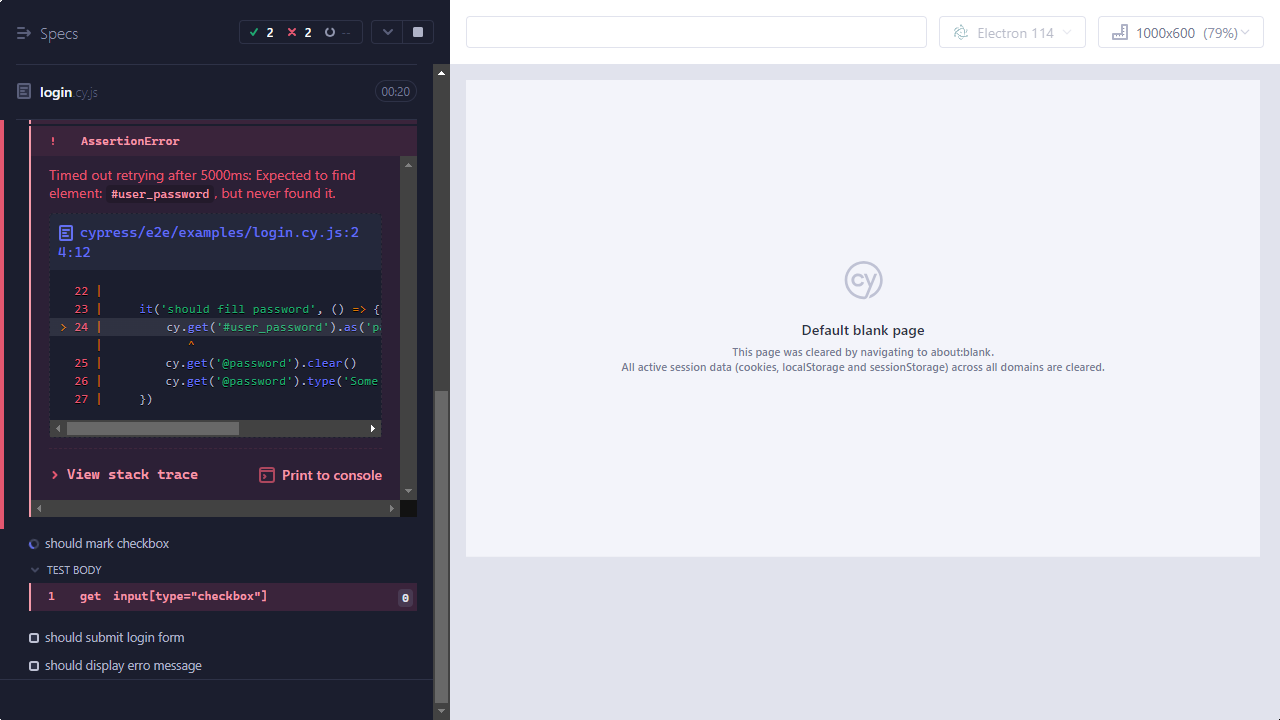 Specs
2
2
--
login.cy.js
00:20
! AssertionError
Timed out retrying after 5000ms: Expected to find
element: #user_password, but never found it.
cypress/e2e/examples/login.cy.js:2
4:12
22 |
23 | it('should fill password', () => {
> 24 | cy.get('#user_password').as('pa
| ^
25 | cy.get('@password').clear()
26 | cy.get('@password').type('Some
27 | })
View stack trace
Print to console
should mark checkbox
TEST BODY
1 get input[type="checkbox"] 0
should submit login form
should display erro message
Electron 114
1000x600 (79%)
cy
Default blank page
This page was cleared by navigating to about:blank.
All active session data (cookies, localStorage and sessionStorage) across all domains are cleared.